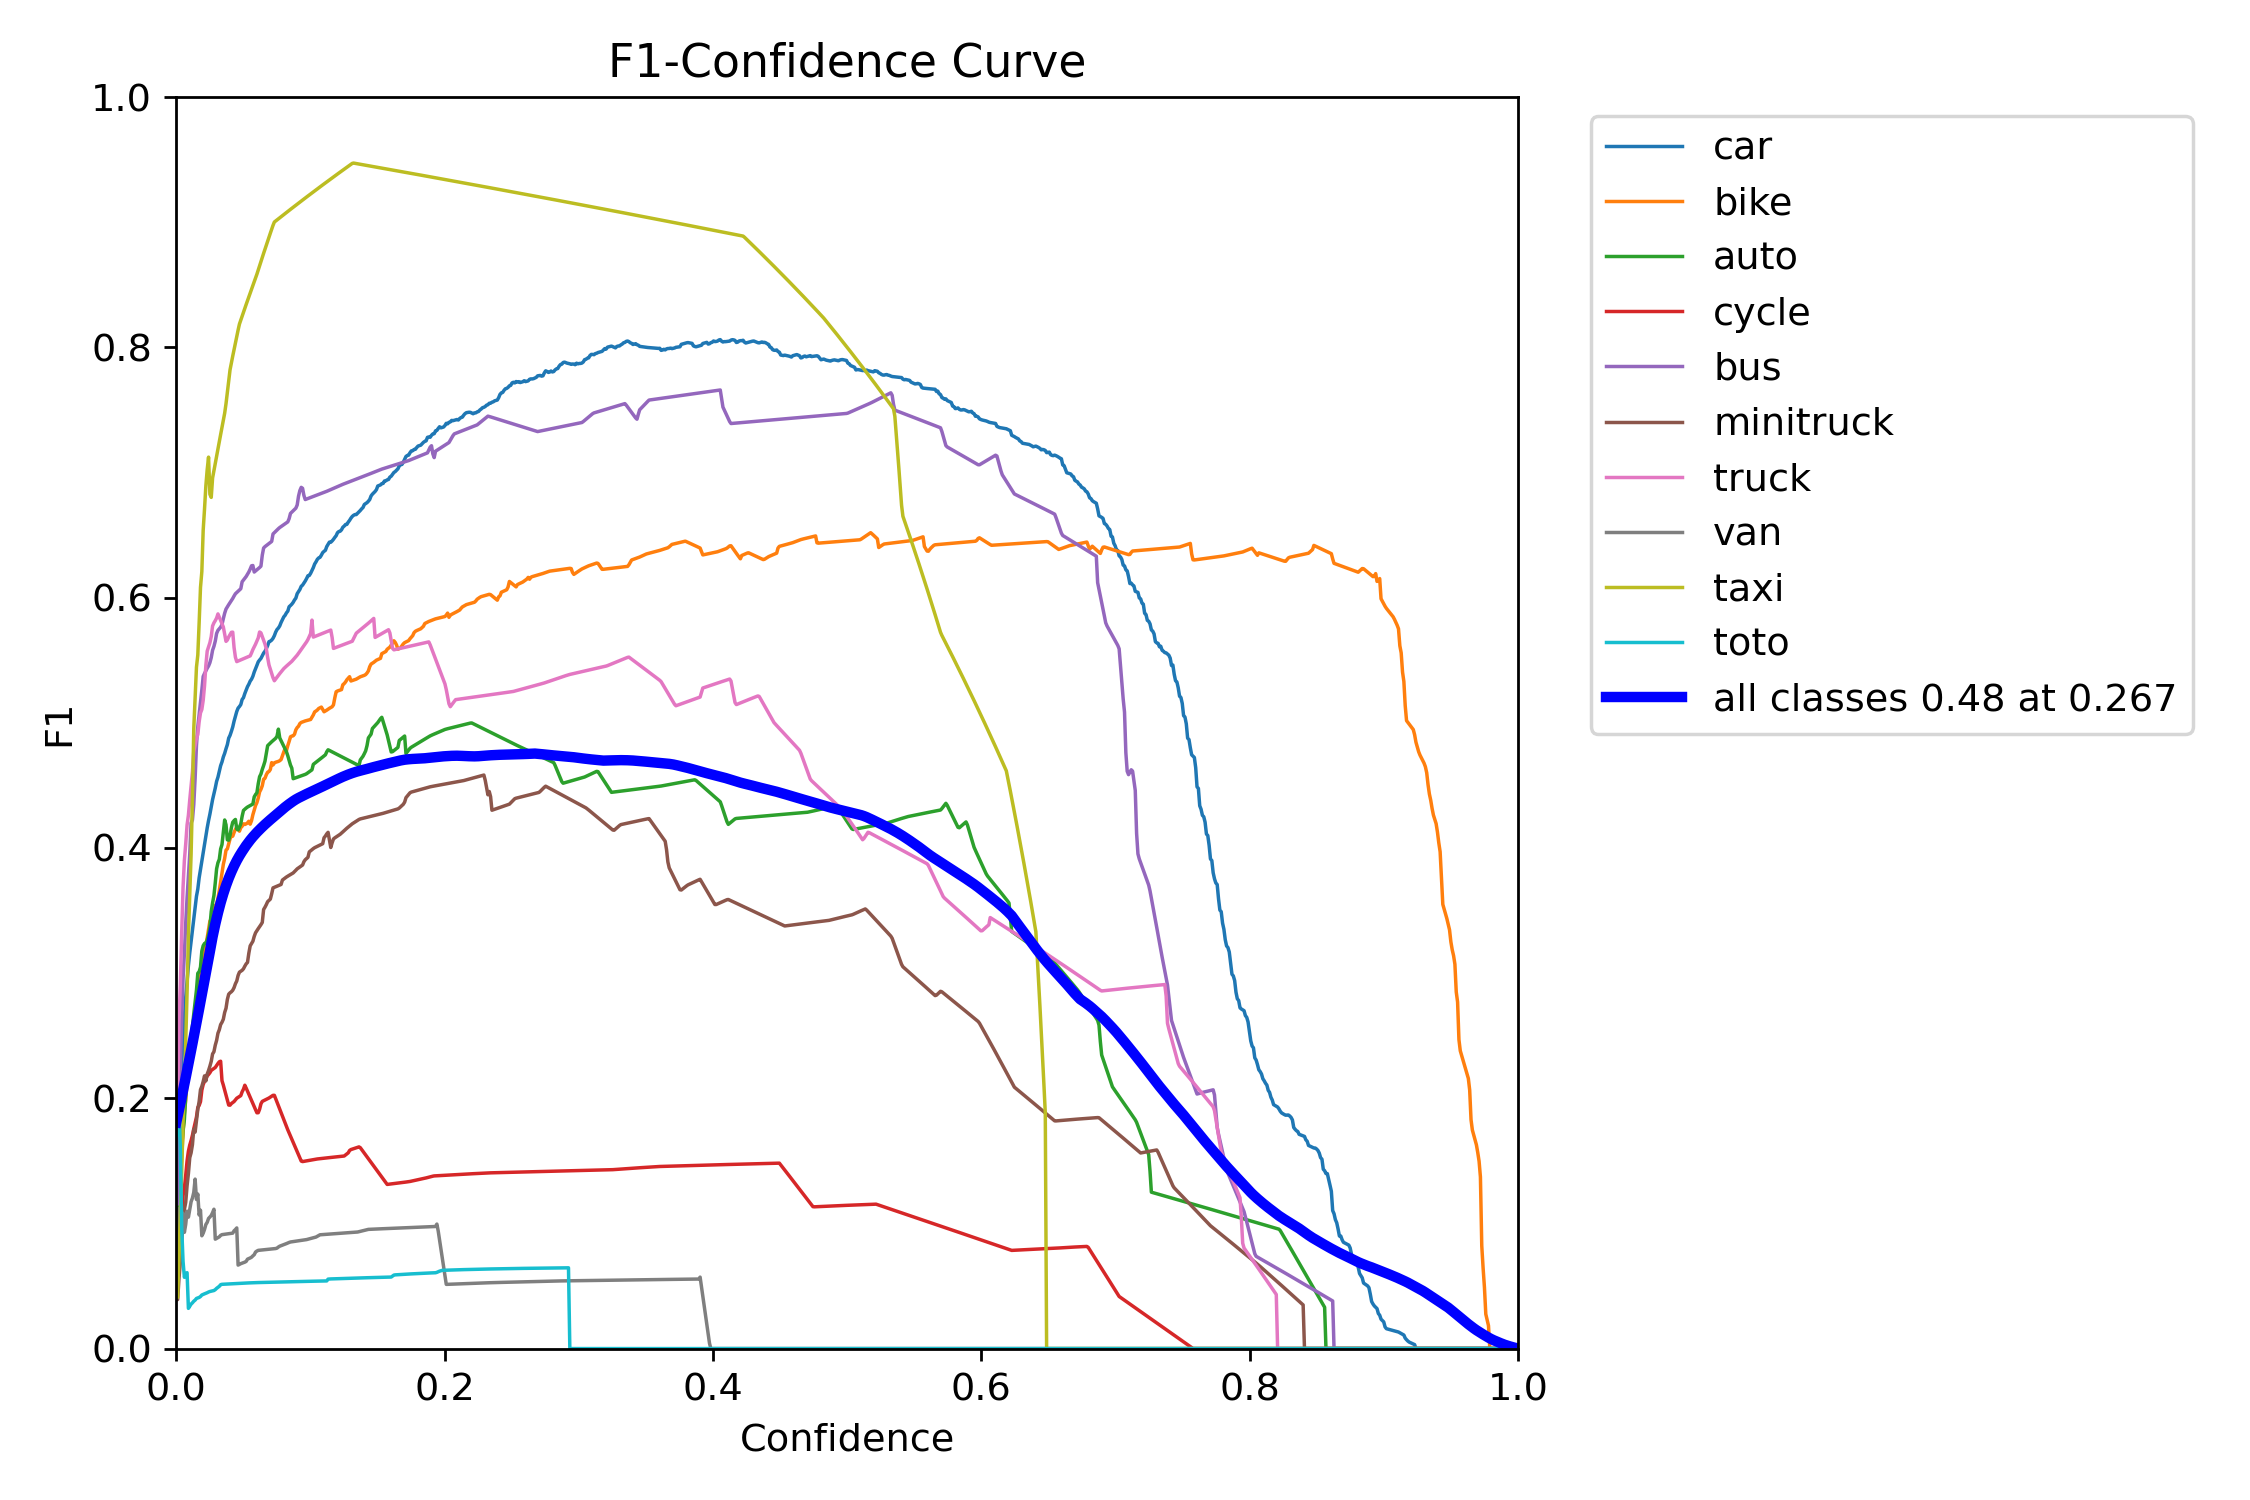 F1-Confidence Curve
1.0
0.8
0.6
0.4
0.2
0.0
F1
0.0 0.2 0.4 0.6 0.8 1.0
Confidence
car
bike
auto
cycle
bus
minitruck
truck
van
taxi
toto
all classes 0.48 at 0.267